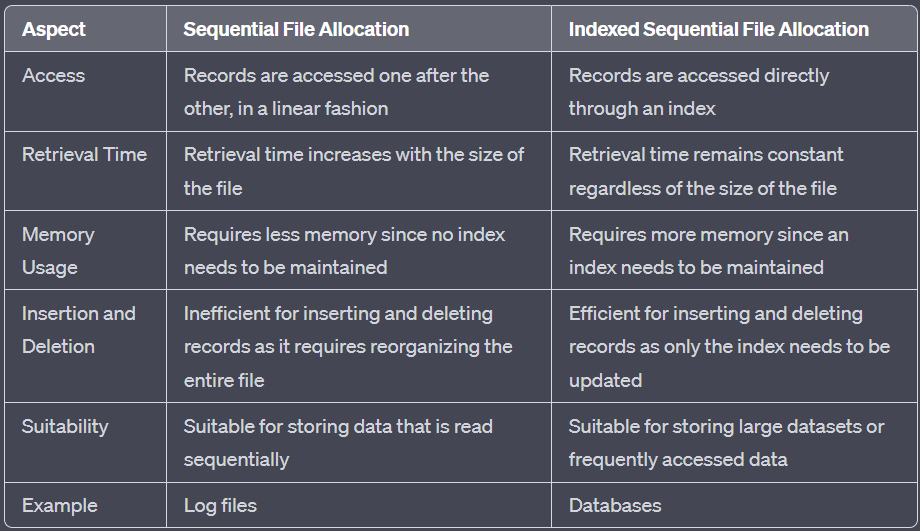 Aspect Sequential File Allocation Indexed Sequential File Allocation
Access Records are accessed one after the Records are accessed directly
other, in a linear fashion through an index
Retrieval Time Retrieval time increases with the size of Retrieval time remains constant
the file regardless of the size of the file
Memory Requires less memory since no index Requires more memory since an
Usage needs to be maintained index needs to be maintained
Insertion and Inefficient for inserting and deleting Efficient for inserting and deleting
Deletion records as it requires reorganizing the records as only the index needs to be
entire file updated
Suitability Suitable for storing data that is read Suitable for storing large datasets or
sequentially frequently accessed data
Example Log files Databases